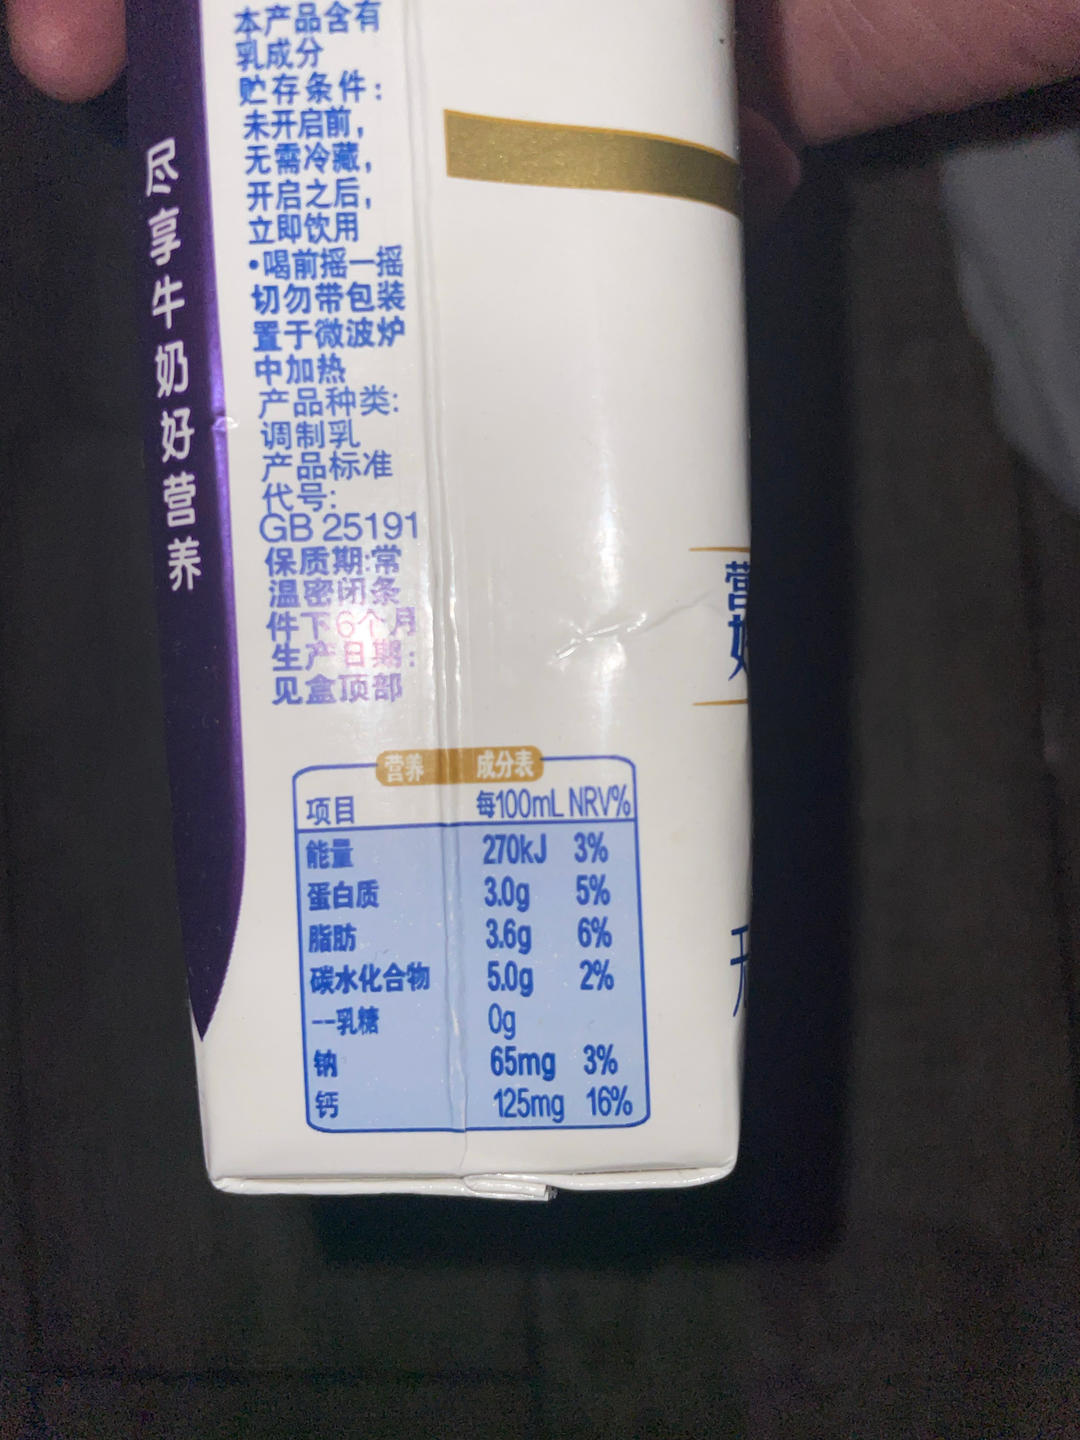 尽享牛奶好营养
本产品含有
乳成分
贮存条件：
未开启前，
无需冷藏，
开启之后，
立即饮用
•喝前摇一摇
切勿带包装
置于微波炉
中加热
产品种类:
调制乳
产品标准
代号:
GB 25191
保质期:常
温密闭条
件下6个月
生产日期:
见盒顶部
营养 成分表
项目 每100mL NRV%
能量 270kJ 3%
蛋白质 3.0g 5%
脂肪 3.6g 6%
碳水化合物 5.0g 2%
--乳糖 0g
钠 65mg 3%
钙 125mg 16%
营